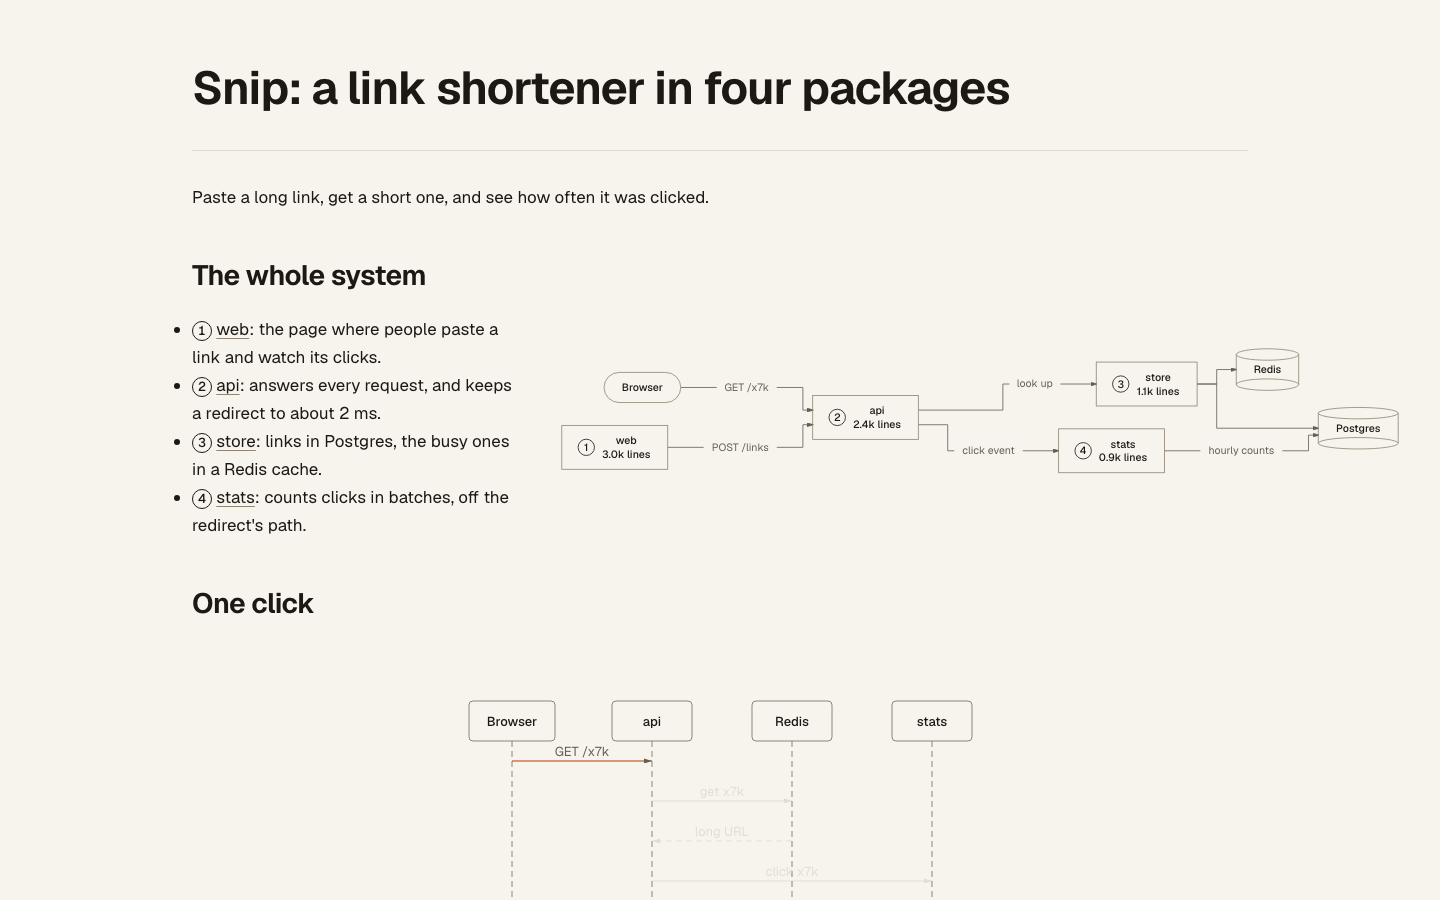 Snip: a link shortener in four packages
Paste a long link, get a short one, and see how often it was clicked.
The whole system
1 web: the page where people paste a
link and watch its clicks.
2 api: answers every request, and keeps
a redirect to about 2 ms.
3 store: links in Postgres, the busy ones
in a Redis cache.
4 stats: counts clicks in batches, off the
redirect's path.
Browser
GET /x7k
1
web
3.0k lines
POST /links
2
api
2.4k lines
look up
click event
3
store
1.1k lines
4
stats
0.9k lines
hourly counts
Redis
Postgres
One click
Browser
api
Redis
stats
GET /x7k
get x7k
long URL
click x7k